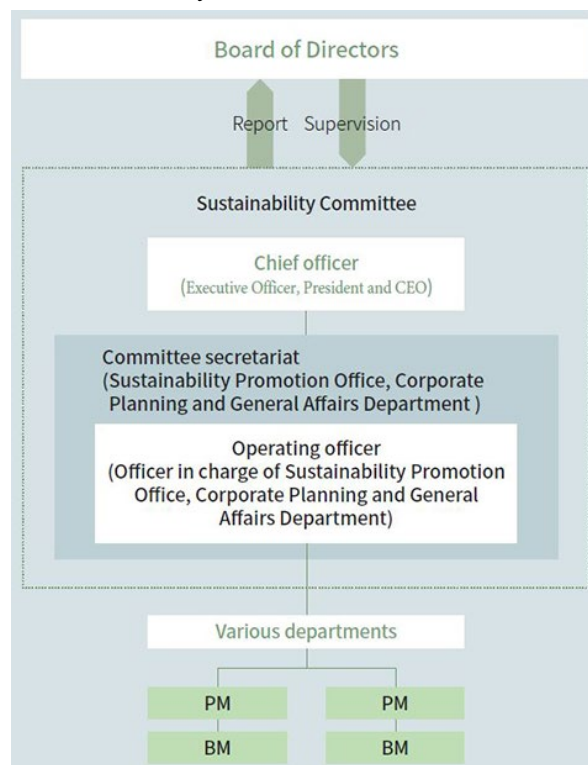 Board of Directors
Report Supervision
Sustainability Committee
Chief officer
(Executive Officer, President and CEO)
Committee secretariat
(Sustainability Promotion Office, Corporate
Planning and General Affairs Department )
Operating officer
(Officer in charge of Sustainability Promotion
Office, Corporate Planning and General
Affairs Department)
Various departments
PM PM
BM BM